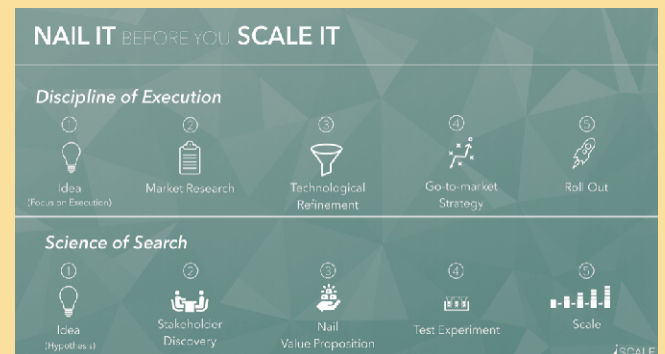 NAIL IT BEFORE YOU SCALE IT
Discipline of Execution
1 2 3 4 5
Idea
(Focus on Execution)
Market Research
Technological
Refinement
Go-to-market
Strategy
Roll Out
Science of Search
1 2 3 4 5
Idea
(Hypothesis)
Stakeholder
Discovery
Nail
Value Proposition
Test Experiment
Scale
iSCALE